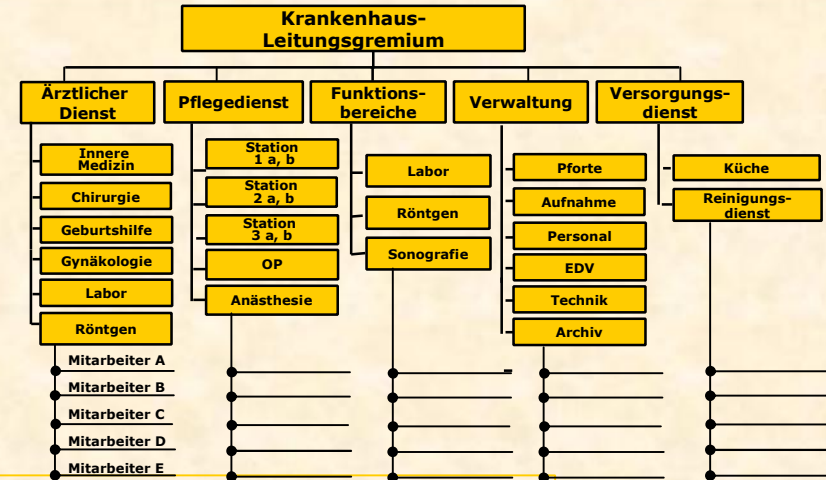 Krankenhaus-
Leitungsgremium
Ärztlicher
Dienst
Pflegedienst
Funktions-
bereiche
Verwaltung
Versorgungs-
dienst
Innere
Medizin
Chirurgie
Geburtshilfe
Gynäkologie
Labor
Röntgen
Station
1 a, b
Station
2 a, b
Station
3 a, b
OP
Anästhesie
Labor
Röntgen
Sonografie
Pforte
Aufnahme
Personal
EDV
Technik
Archiv
Küche
Reinigungs-
dienst
Mitarbeiter A
Mitarbeiter B
Mitarbeiter C
Mitarbeiter D
Mitarbeiter E